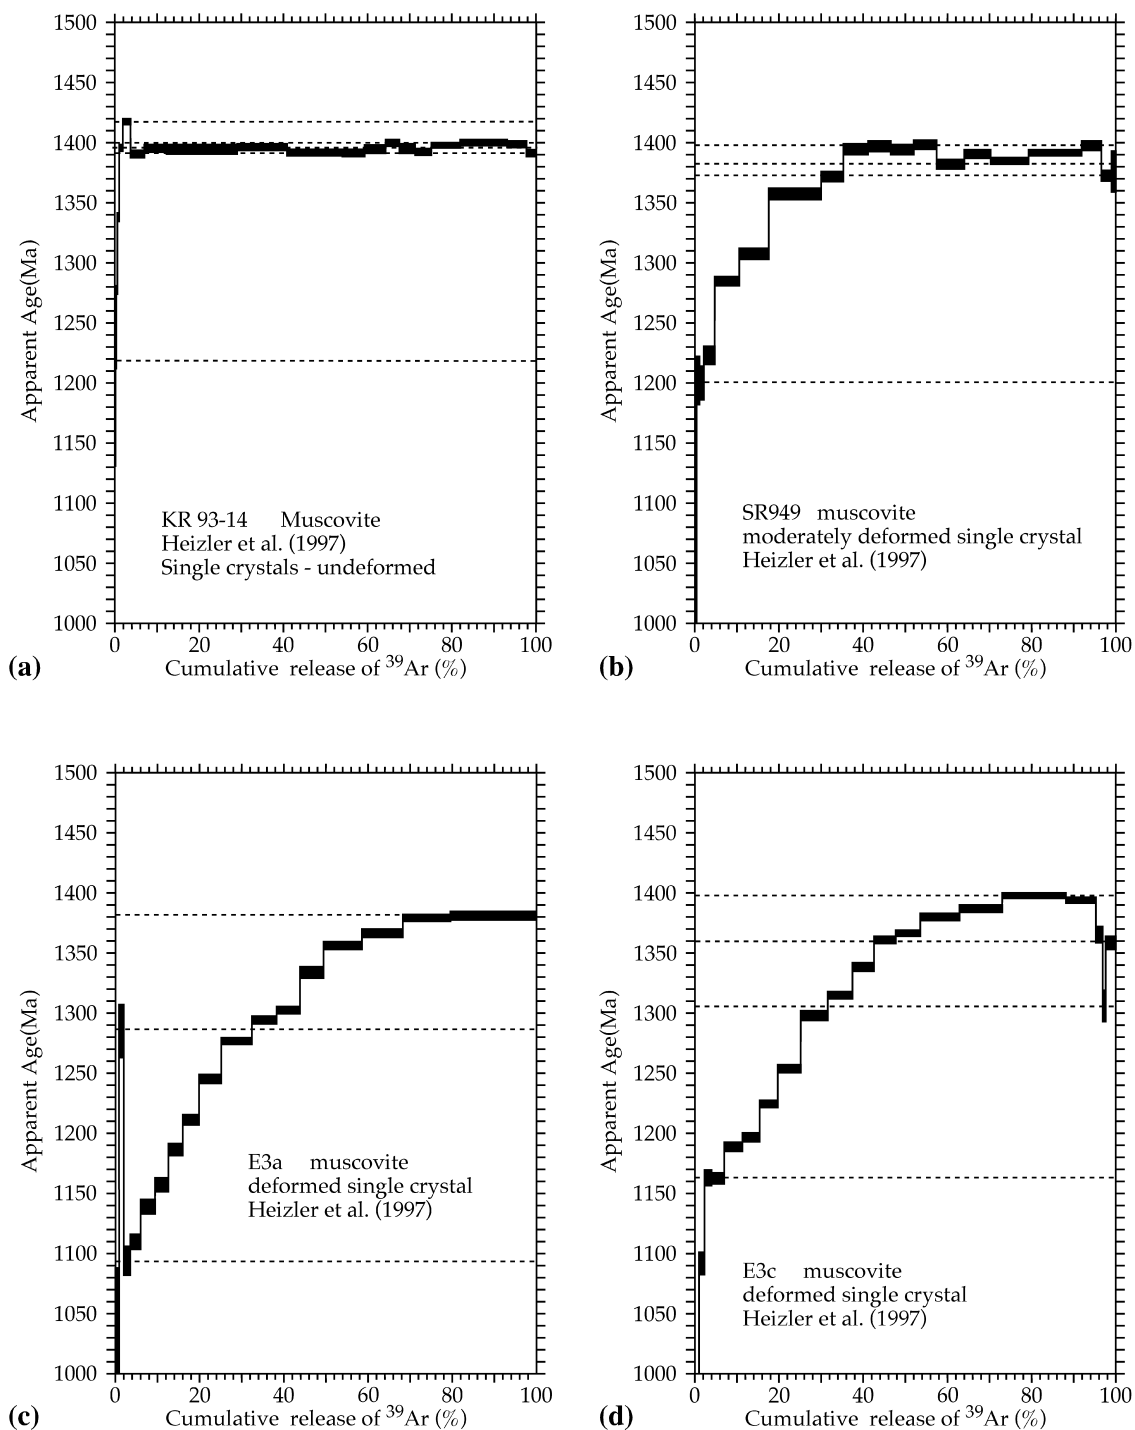 1500
1450
1400
1350
1300
1250
1200
1150
1100
1050
1000
Apparent Age(Ma)
KR 93-14 Muscovite
Heizler et al. (1997)
Single crystals - undeformed
0 20 40 60 80 100
Cumulative release of ³⁹Ar (%)
(a)
1500
1450
1400
1350
1300
1250
1200
1150
1100
1050
1000
Apparent Age(Ma)
SR949 muscovite
moderately deformed single crystal
Heizler et al. (1997)
0 20 40 60 80 100
Cumulative release of ³⁹Ar (%)
(b)
1500
1450
1400
1350
1300
1250
1200
1150
1100
1050
1000
Apparent Age(Ma)
E3a muscovite
deformed single crystal
Heizler et al. (1997)
0 20 40 60 80 100
Cumulative release of ³⁹Ar (%)
(c)
1500
1450
1400
1350
1300
1250
1200
1150
1100
1050
1000
Apparent Age(Ma)
E3c muscovite
deformed single crystal
Heizler et al. (1997)
0 20 40 60 80 100
Cumulative release of ³⁹Ar (%)
(d)